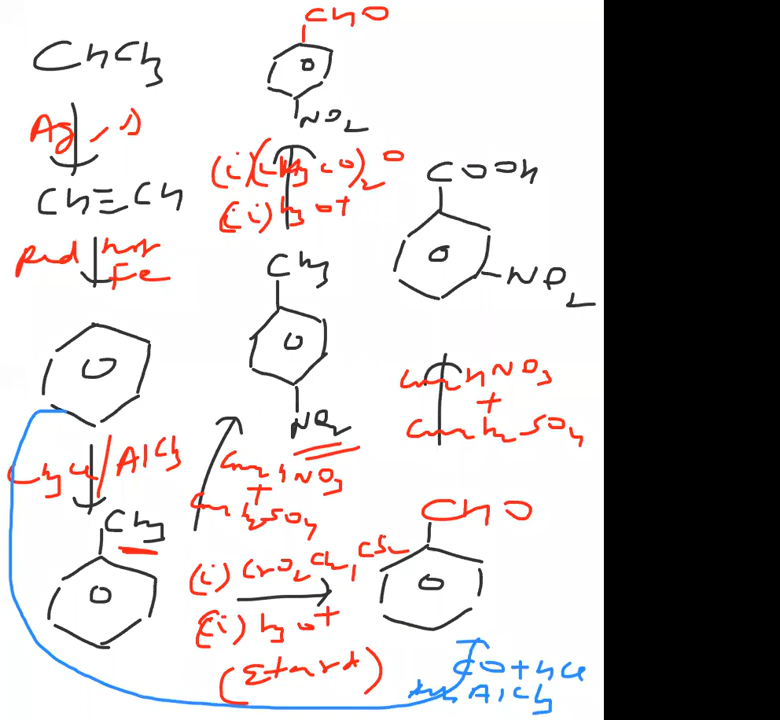 CHCl3
Ag, Δ
CH≡CH
Red hot
Fe
CH3Cl / AlCl3
CH3
CHO
NO2
(i) (CH3CO)2O
(ii) H3O+
CH3
NO2
Conc HNO3
+
Conc H2SO4
(i) CrO2Cl2, CS2
(ii) H3O+
(Etard)
COOH
NO2
Conc HNO3
+
Conc H2SO4
CHO
CO + HCl
AlCl3